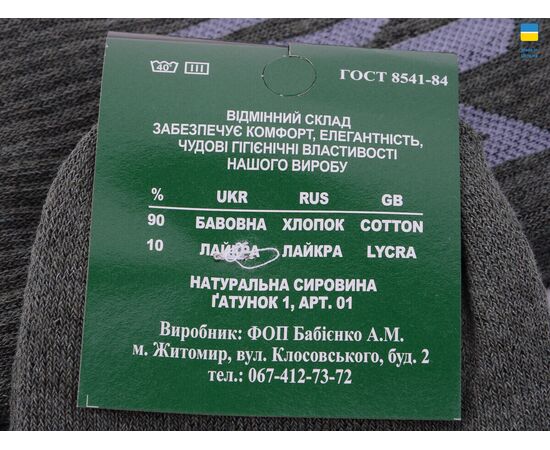 40
ГОСТ 8541-84
ВІДМІННИЙ СКЛАД
ЗАБЕЗПЕЧУЄ КОМФОРТ, ЕЛЕГАНТНІСТЬ,
ЧУДОВІ ГІГІЄНІЧНІ ВЛАСТИВОСТІ
НАШОГО ВИРОБУ
% UKR RUS GB
90 БАВОВНА ХЛОПОК COTTON
10 ЛАЙКРА ЛАЙКРА LYCRA
НАТУРАЛЬНА СИРОВИНА
ҐАТУНОК 1, АРТ. 01
Виробник: ФОП Бабієнко А.М.
м. Житомир, вул. Клосовського, буд. 2
тел.: 067-412-73-72